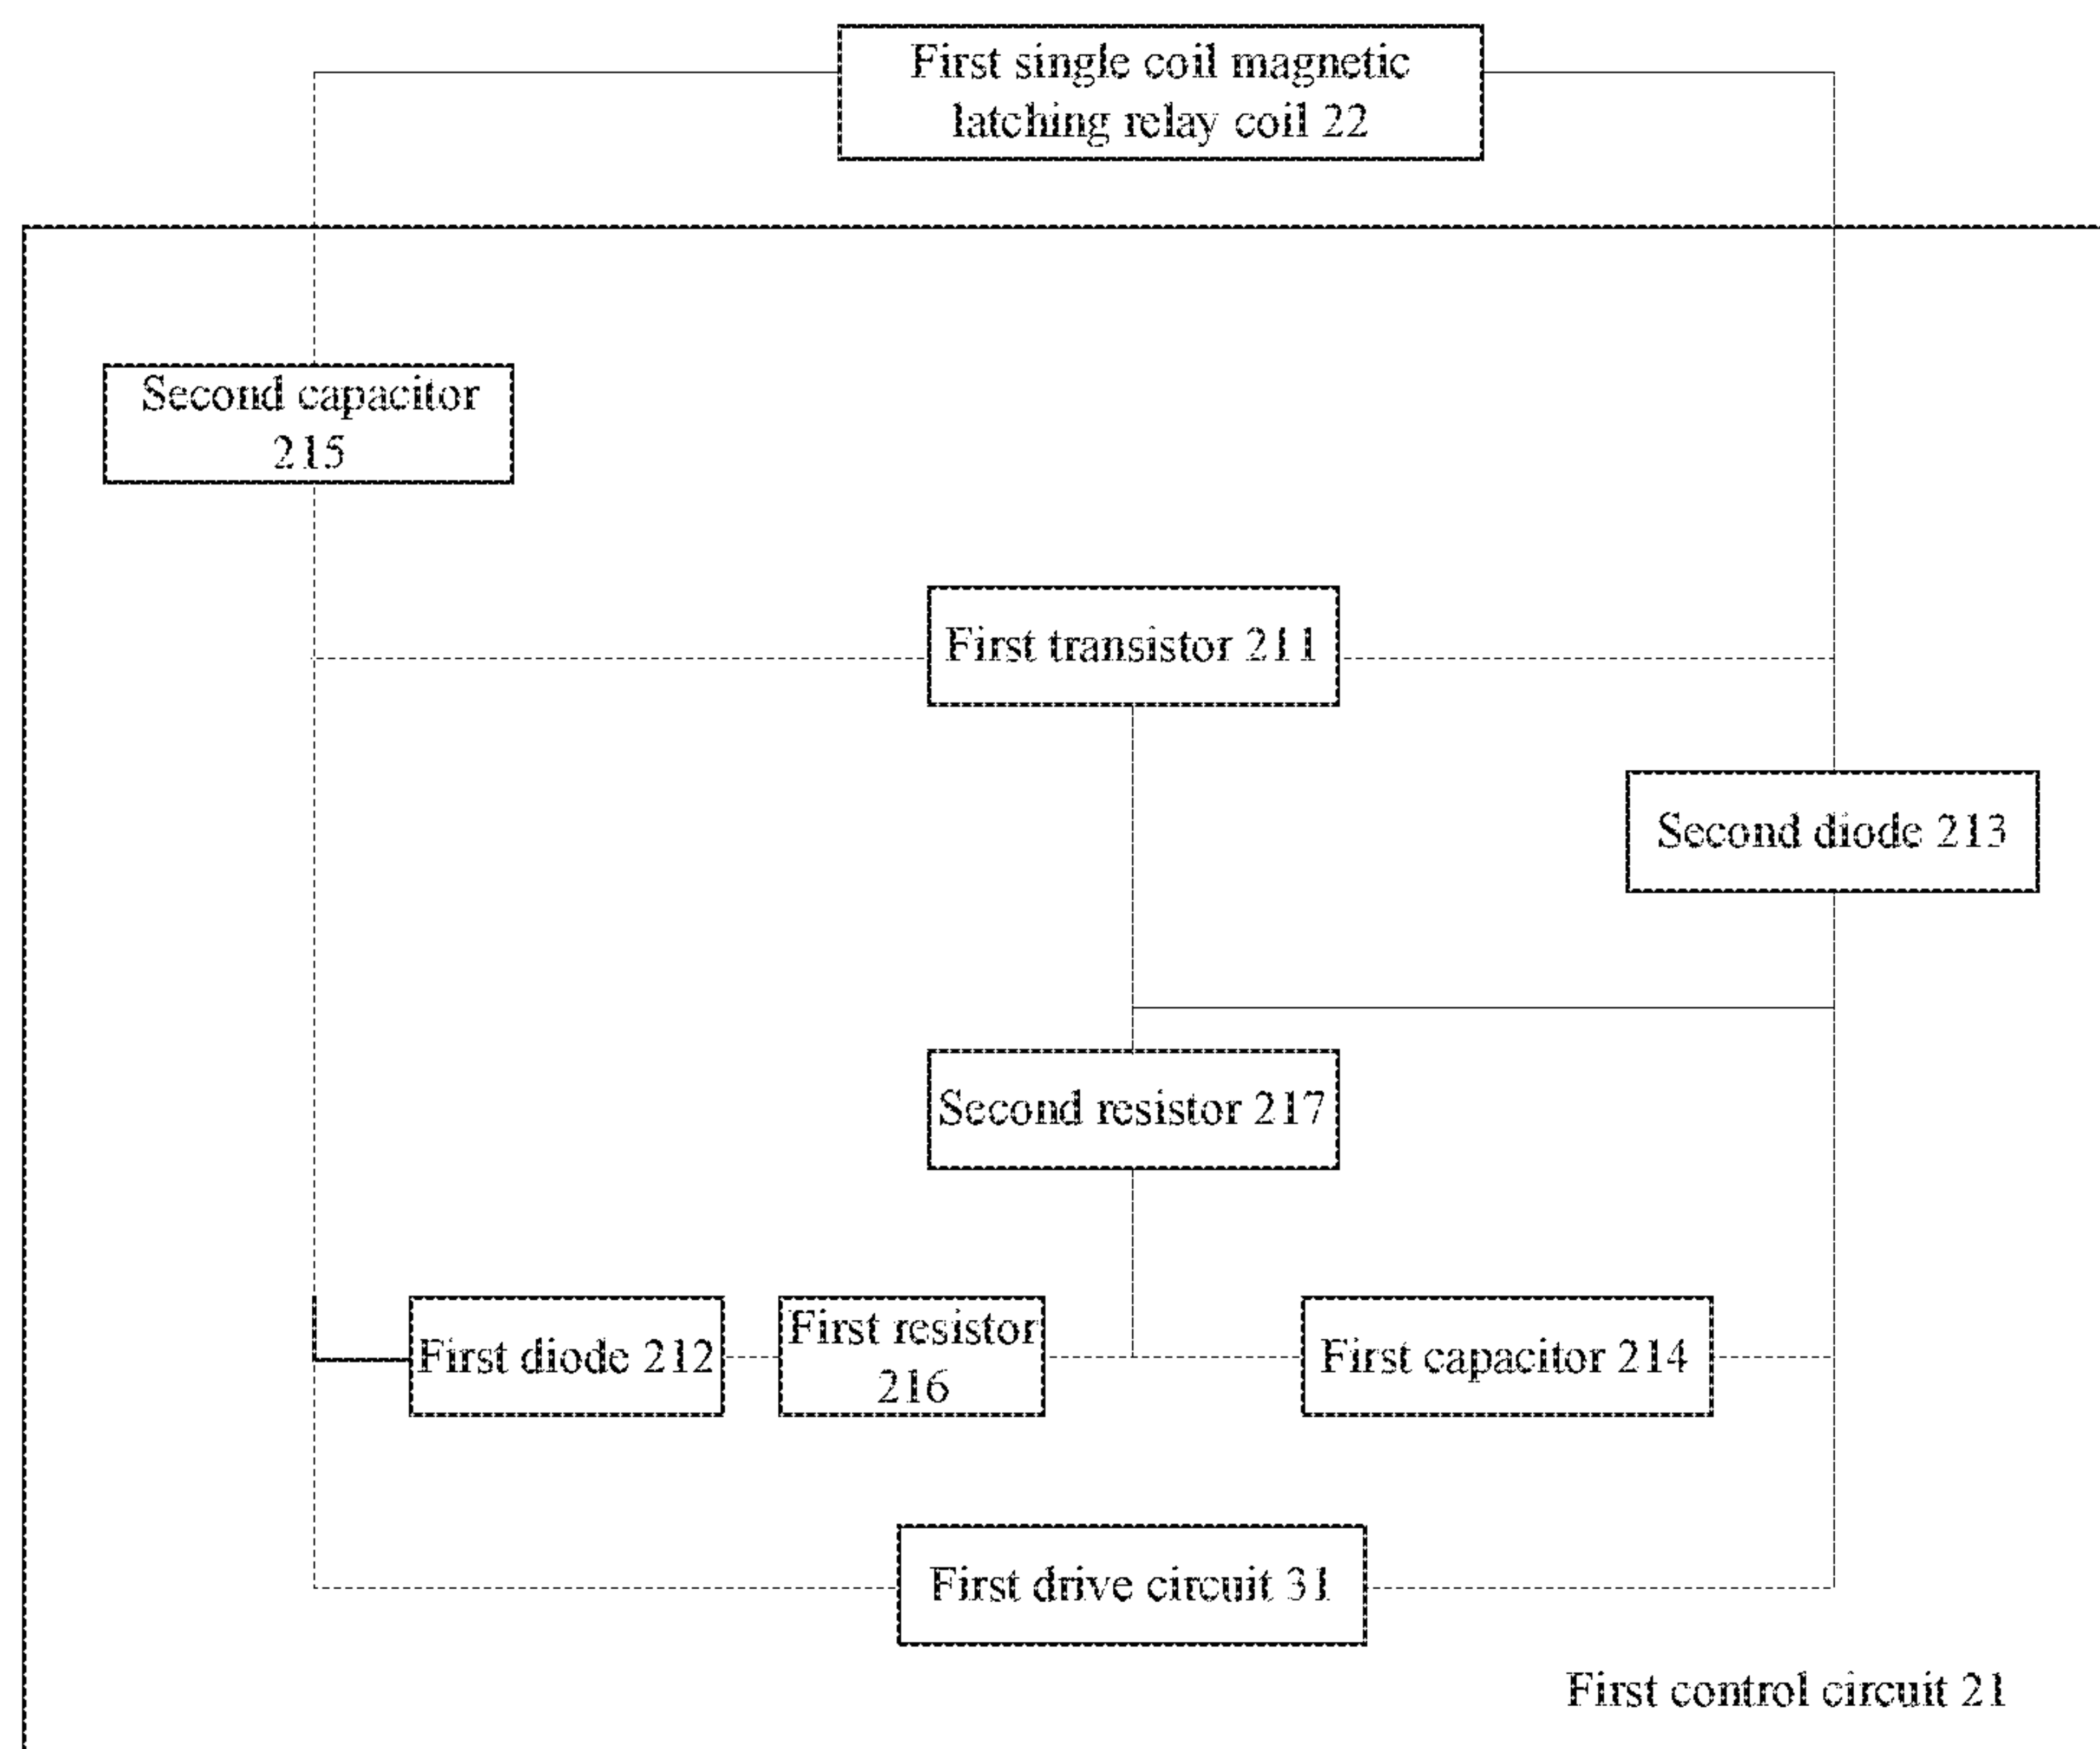 First single coil magnetic
latching relay coil 22
Second capacitor
215
First transistor 211
Second diode 213
Second resistor 217
First diode 212
First resistor
216
First capacitor 214
First drive circuit 31
First control circuit 21